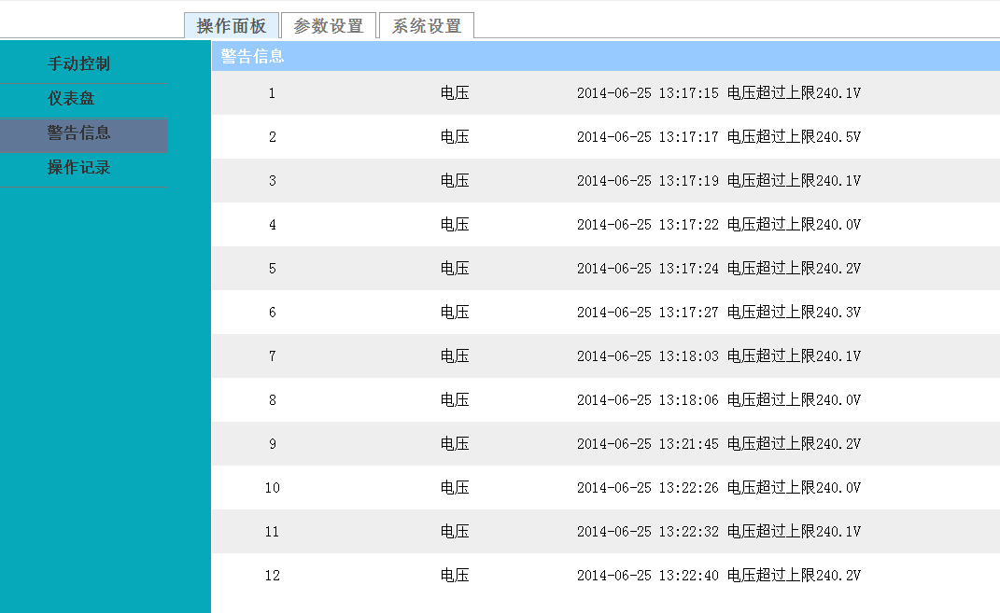 操作面板 参数设置 系统设置
手动控制
仪表盘
警告信息
操作记录
警告信息
1 电压 2014-06-25 13:17:15 电压超过上限240.1V
2 电压 2014-06-25 13:17:17 电压超过上限240.5V
3 电压 2014-06-25 13:17:19 电压超过上限240.1V
4 电压 2014-06-25 13:17:22 电压超过上限240.0V
5 电压 2014-06-25 13:17:24 电压超过上限240.2V
6 电压 2014-06-25 13:17:27 电压超过上限240.3V
7 电压 2014-06-25 13:18:03 电压超过上限240.1V
8 电压 2014-06-25 13:18:06 电压超过上限240.0V
9 电压 2014-06-25 13:21:45 电压超过上限240.2V
10 电压 2014-06-25 13:22:26 电压超过上限240.0V
11 电压 2014-06-25 13:22:32 电压超过上限240.1V
12 电压 2014-06-25 13:22:40 电压超过上限240.2V